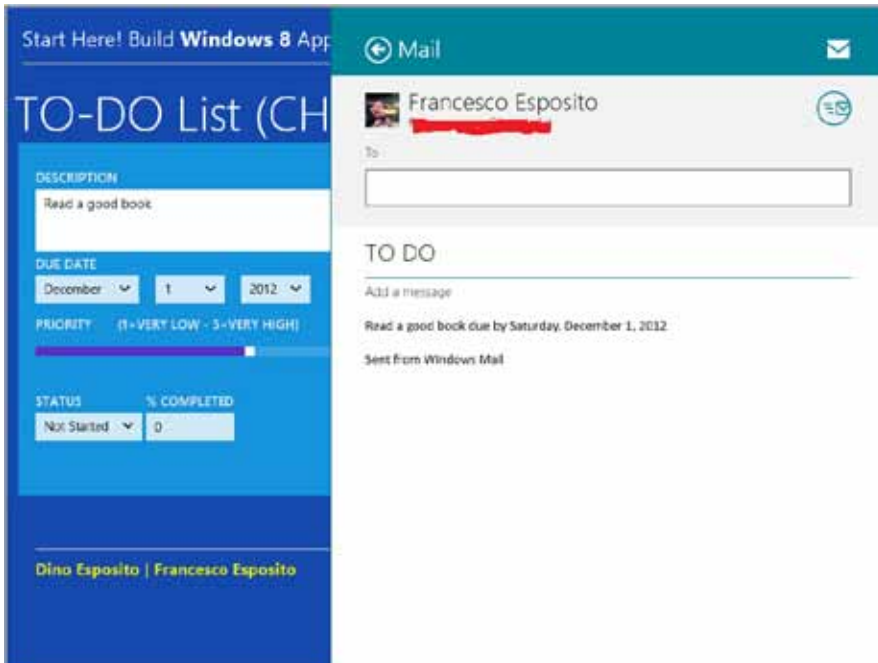 Start Here! Build Windows 8 App
TO-DO List (CH
DESCRIPTION
Read a good book
DUE DATE
December 1 2012
PRIORITY (1=VERY LOW - 5=VERY HIGH)
STATUS % COMPLETED
Not Started 0
Dino Esposito | Francesco Esposito
Mail
Francesco Esposito
To
TO DO
Add a message
Read a good book due by Saturday, December 1, 2012
Sent from Windows Mail